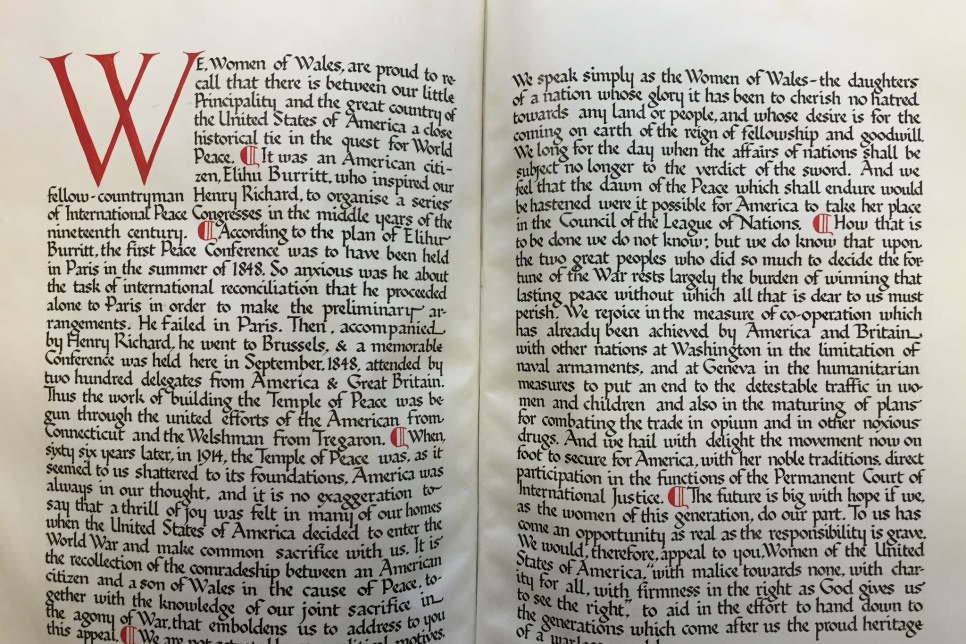 WE, Women of Wales, are proud to re-
call that there is between our little
Principality and the great country of
the United States of America a close
historical tie in the quest for World
Peace. ¶ It was an American citi-
zen, Elihu Burritt, who inspired our
fellow-countryman Henry Richard, to organise a series
of International Peace Congresses in the middle years of the
nineteenth century. ¶ According to the plan of Elihu
Burritt, the first Peace Conference was to have been held
in Paris in the summer of 1848. So anxious was he about
the task of international reconciliation that he proceeded
alone to Paris in order to make the preliminary ar-
rangements. He failed in Paris. Then, accompanied
by Henry Richard, he went to Brussels, & a memorable
Conference was held here in September, 1848, attended by
two hundred delegates from America & Great Britain.
Thus the work of building the Temple of Peace was be-
gun through the united efforts of the American from
Connecticut and the Welshman from Tregaron. ¶ When,
sixty six years later, in 1914, the Temple of Peace was, as it
seemed to us shattered to its foundations, America was
always in our thought, and it is no exaggeration to
say that a thrill of joy was felt in many of our homes
when the United States of America decided to enter the
World War and make common sacrifice with us. It is
the recollection of the comradeship between an American
citizen and a son of Wales in the cause of Peace, to-
gether with the knowledge of our joint sacrifice in
the agony of War, that emboldens us to address to you
this appeal. ¶ We are not motives,
We speak simply as the Women of Wales-the daughters
of a nation whose glory it has been to cherish no hatred
towards any land or people, and whose desire is for the
coming on earth of the reign of fellowship and goodwill.
We long for the day when the affairs of nations shall be
subject no longer to the verdict of the sword. And we
feel that the dawn of the Peace which shall endure would
be hastened were it possible for America to take her place
in the Council of the League of Nations. ¶ How that is
to be done we do not know; but we do know that upon
the two great peoples who did so much to decide the for-
tune of the War rests largely the burden of winning that
lasting peace without which all that is dear to us must
perish. We rejoice in the measure of co-operation which
has already been achieved by America and Britain
with other nations at Washington in the limitation of
naval armaments, and at Geneva in the humanitarian
measures to put an end to the detestable traffic in wo-
men and children and also in the maturing of plans
for combating the trade in opium and in other noxious
drugs. And we hail with delight the movement now on
foot to secure for America, with her noble traditions, direct
participation in the functions of the Permanent Court of
International Justice. ¶ The future is big with hope if we,
as the women of this generation, do our part. To us has
come an opportunity as real as the responsibility is grave.
We would, therefore, appeal to you, Women of the United
States of America, "with malice towards none, with char-
ity for all, with firmness in the right as God gives us
to see the right," to aid in the effort to hand down to
the generations which come after us the proud heritage
of a